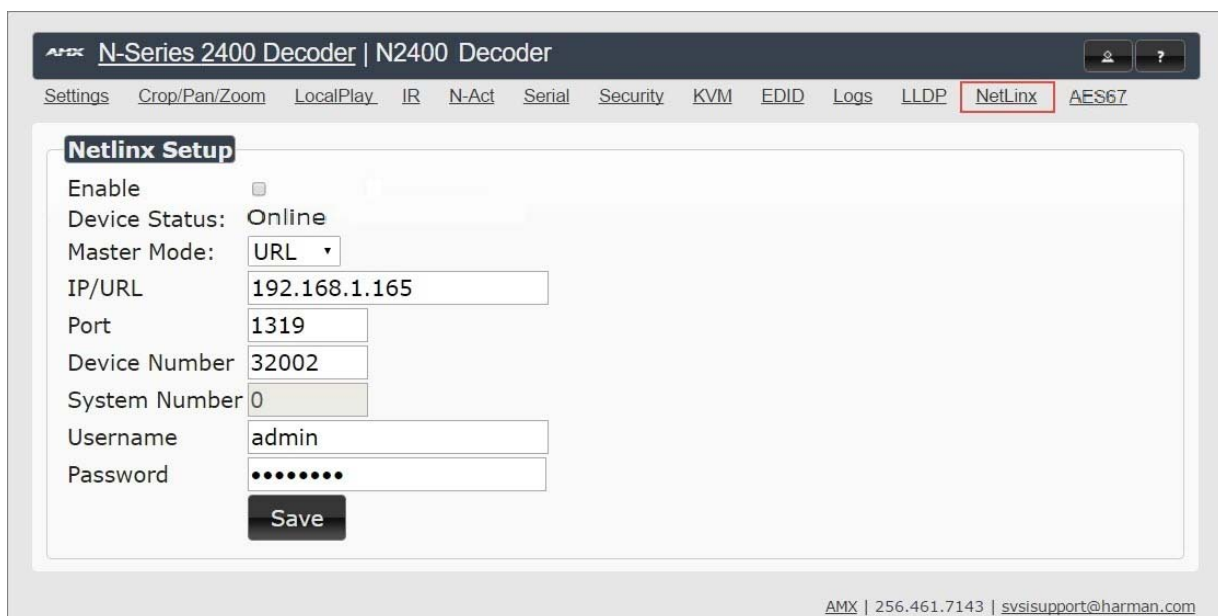 AMX N-Series 2400 Decoder | N2400 Decoder ?
Settings Crop/Pan/Zoom LocalPlay IR N-Act Serial Security KVM EDID Logs LLDP NetLinx AES67
Netlinx Setup
Enable
Device Status: Online
Master Mode: URL
IP/URL 192.168.1.165
Port 1319
Device Number 32002
System Number 0
Username admin
Password ••••••••
Save
AMX | 256.461.7143 | svsisupport@harman.com